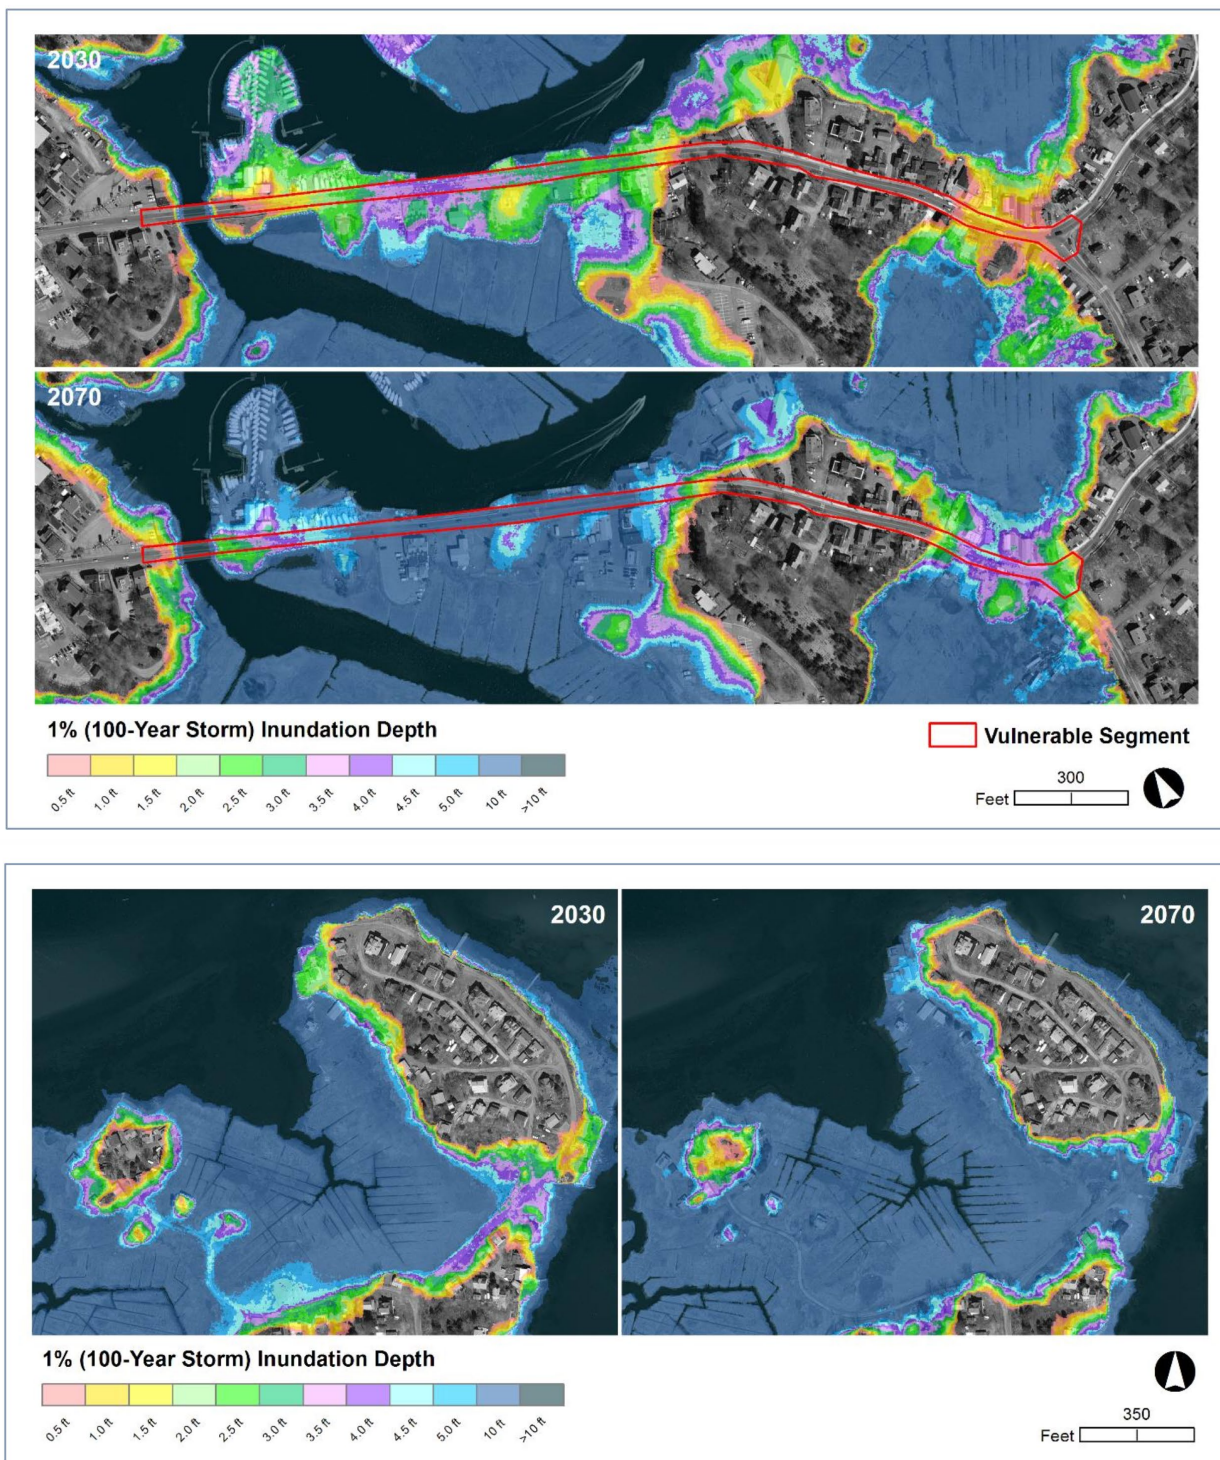 2030
2070
1% (100-Year Storm) Inundation Depth
Vulnerable Segment
0.5 ft 1.0 ft 1.5 ft 2.0 ft 2.5 ft 3.0 ft 3.5 ft 4.0 ft 4.5 ft 5.0 ft 10 ft >10 ft
300
Feet
2030 2070
1% (100-Year Storm) Inundation Depth
0.5 ft 1.0 ft 1.5 ft 2.0 ft 2.5 ft 3.0 ft 3.5 ft 4.0 ft 4.5 ft 5.0 ft 10 ft >10 ft
350
Feet